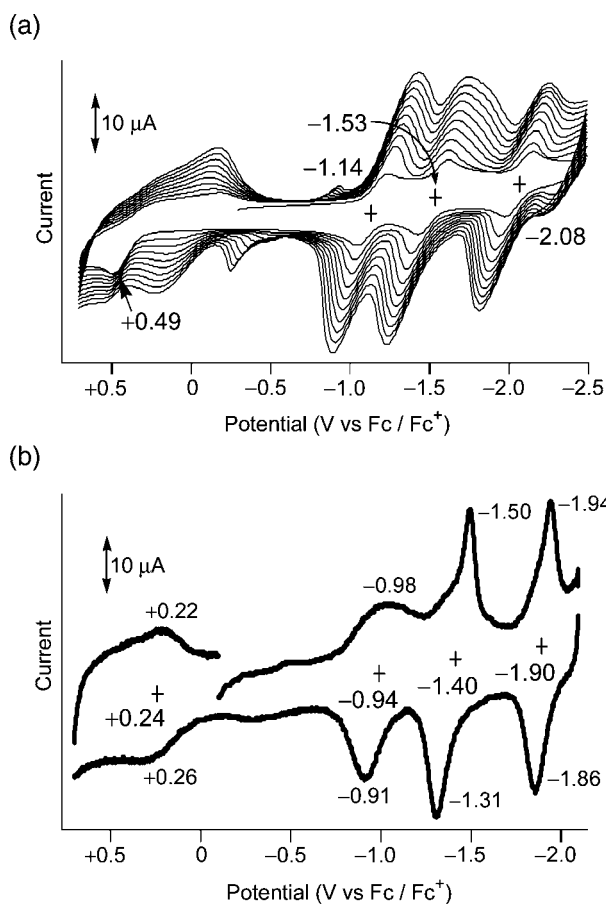 (a)
10 μA
−1.53
−1.14
−2.08
+0.49
Current
+0.5 0 −0.5 −1.0 −1.5 −2.0 −2.5
Potential (V vs Fc / Fc⁺)
(b)
10 μA
−1.50
−1.94
+0.22
−0.98
+0.24
−0.94
−1.40
−1.90
+0.26
−0.91
−1.31
−1.86
Current
+0.5 0 −0.5 −1.0 −1.5 −2.0
Potential (V vs Fc / Fc⁺)